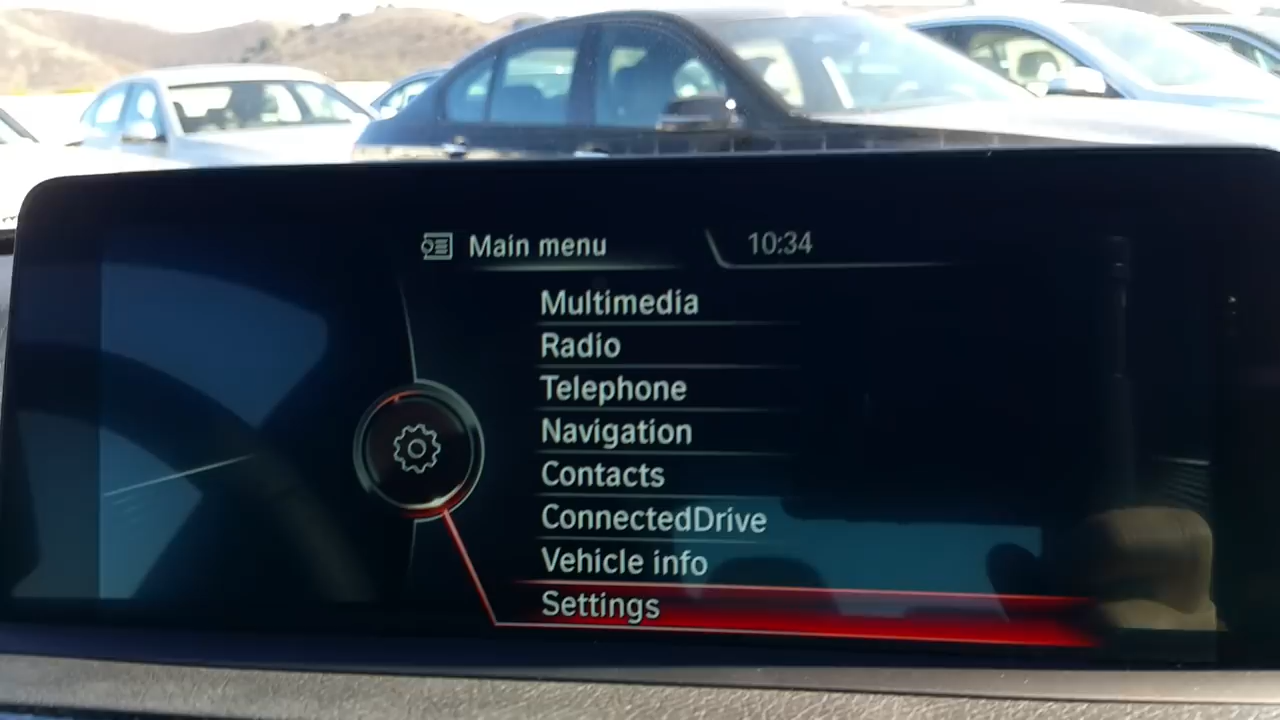 Main menu
10:34
Multimedia
Radio
Telephone
Navigation
Contacts
ConnectedDrive
Vehicle info
Settings